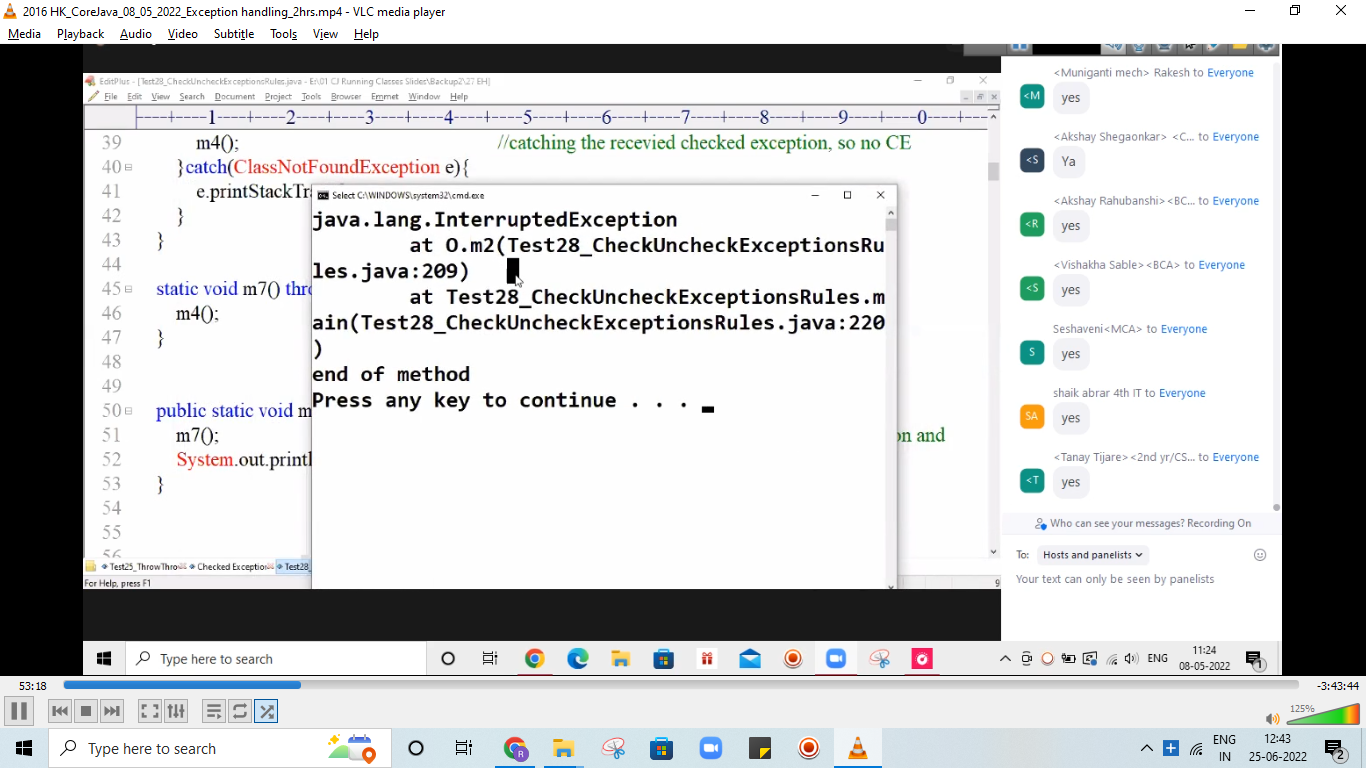 2016 HK_CoreJava_08_05_2022_Exception handling_2hrs.mp4 - VLC media player
Media Playback Audio Video Subtitle Tools View Help
EditPlus - [Test28_CheckUncheckExceptionsRules.java - E:\01 CJ Running Classes Slides\Backup2\27 EH]
File Edit View Search Document Project Tools Browser Emmet Window Help
----+----1----+----2----+----3----+----4----+----5----+----6----+----7----+----8----+----9----+----0----+--
39 m4(); //catching the recevied checked exception, so no CE
40 }catch(ClassNotFoundException e){
41 e.printStackTra
42 }
43 }
44
45 static void m7() thro
46 m4();
47 }
48
49
50 public static void m
51 m7(); on and
52 System.out.println
53 }
54
55
56
Select C:\WINDOWS\system32\cmd.exe
java.lang.InterruptedException
at O.m2(Test28_CheckUncheckExceptionsRu
les.java:209)
at Test28_CheckUncheckExceptionsRules.m
ain(Test28_CheckUncheckExceptionsRules.java:220
)
end of method
Press any key to continue . . .
Test25_ThrowThro Checked Exception Test28_
For Help, press F1
<Muniganti mech> Rakesh to Everyone
<M
yes
<Akshay Shegaonkar> <C... to Everyone
<S
Ya
<Akshay Rahubanshi> <BC... to Everyone
<R
yes
<Vishakha Sable><BCA> to Everyone
<S
yes
Seshaveni<MCA> to Everyone
S
yes
shaik abrar 4th IT to Everyone
SA
yes
<Tanay Tijare> <2nd yr/CS... to Everyone
<T
yes
Who can see your messages? Recording On
To: Hosts and panelists
Your text can only be seen by panelists
Type here to search
ENG
11:24
08-05-2022
1
53:18
-3:43:44
125%
Type here to search
R
ENG
IN
12:43
25-06-2022
2